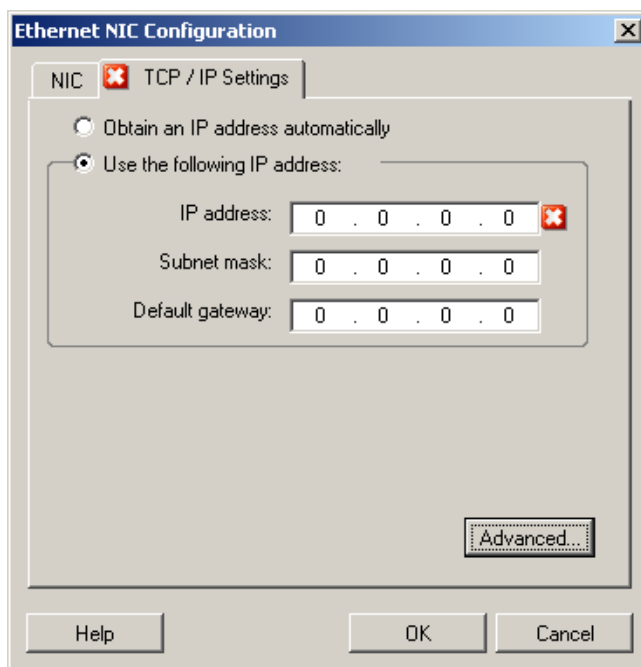 Ethernet NIC Configuration
NIC
TCP / IP Settings
Obtain an IP address automatically
Use the following IP address:
IP address: 0 . 0 . 0 . 0
Subnet mask: 0 . 0 . 0 . 0
Default gateway: 0 . 0 . 0 . 0
Advanced...
Help OK Cancel